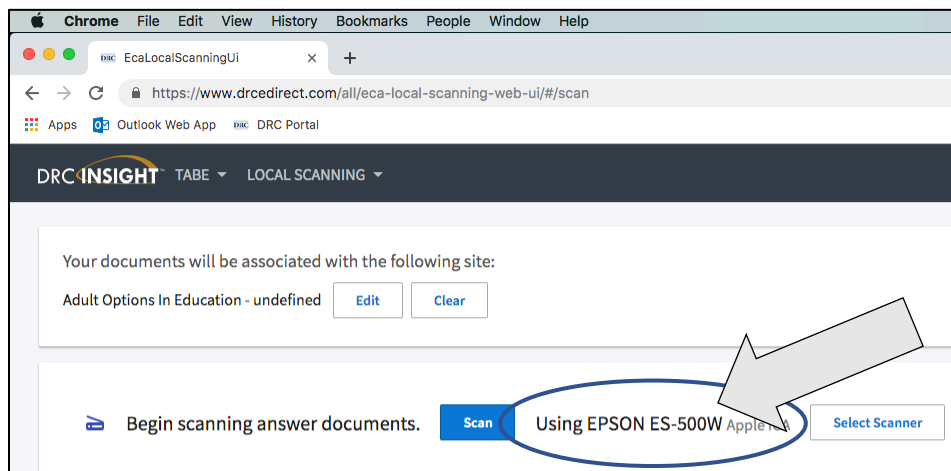 Chrome File Edit View History Bookmarks People Window Help
DRC EcaLocalScanningUi × +
https://www.drcedirect.com/all/eca-local-scanning-web-ui/#/scan
Apps Outlook Web App DRC DRC Portal
DRC INSIGHT TABE LOCAL SCANNING
Your documents will be associated with the following site:
Adult Options In Education - undefined Edit Clear
Begin scanning answer documents. Scan Using EPSON ES-500W Select Scanner